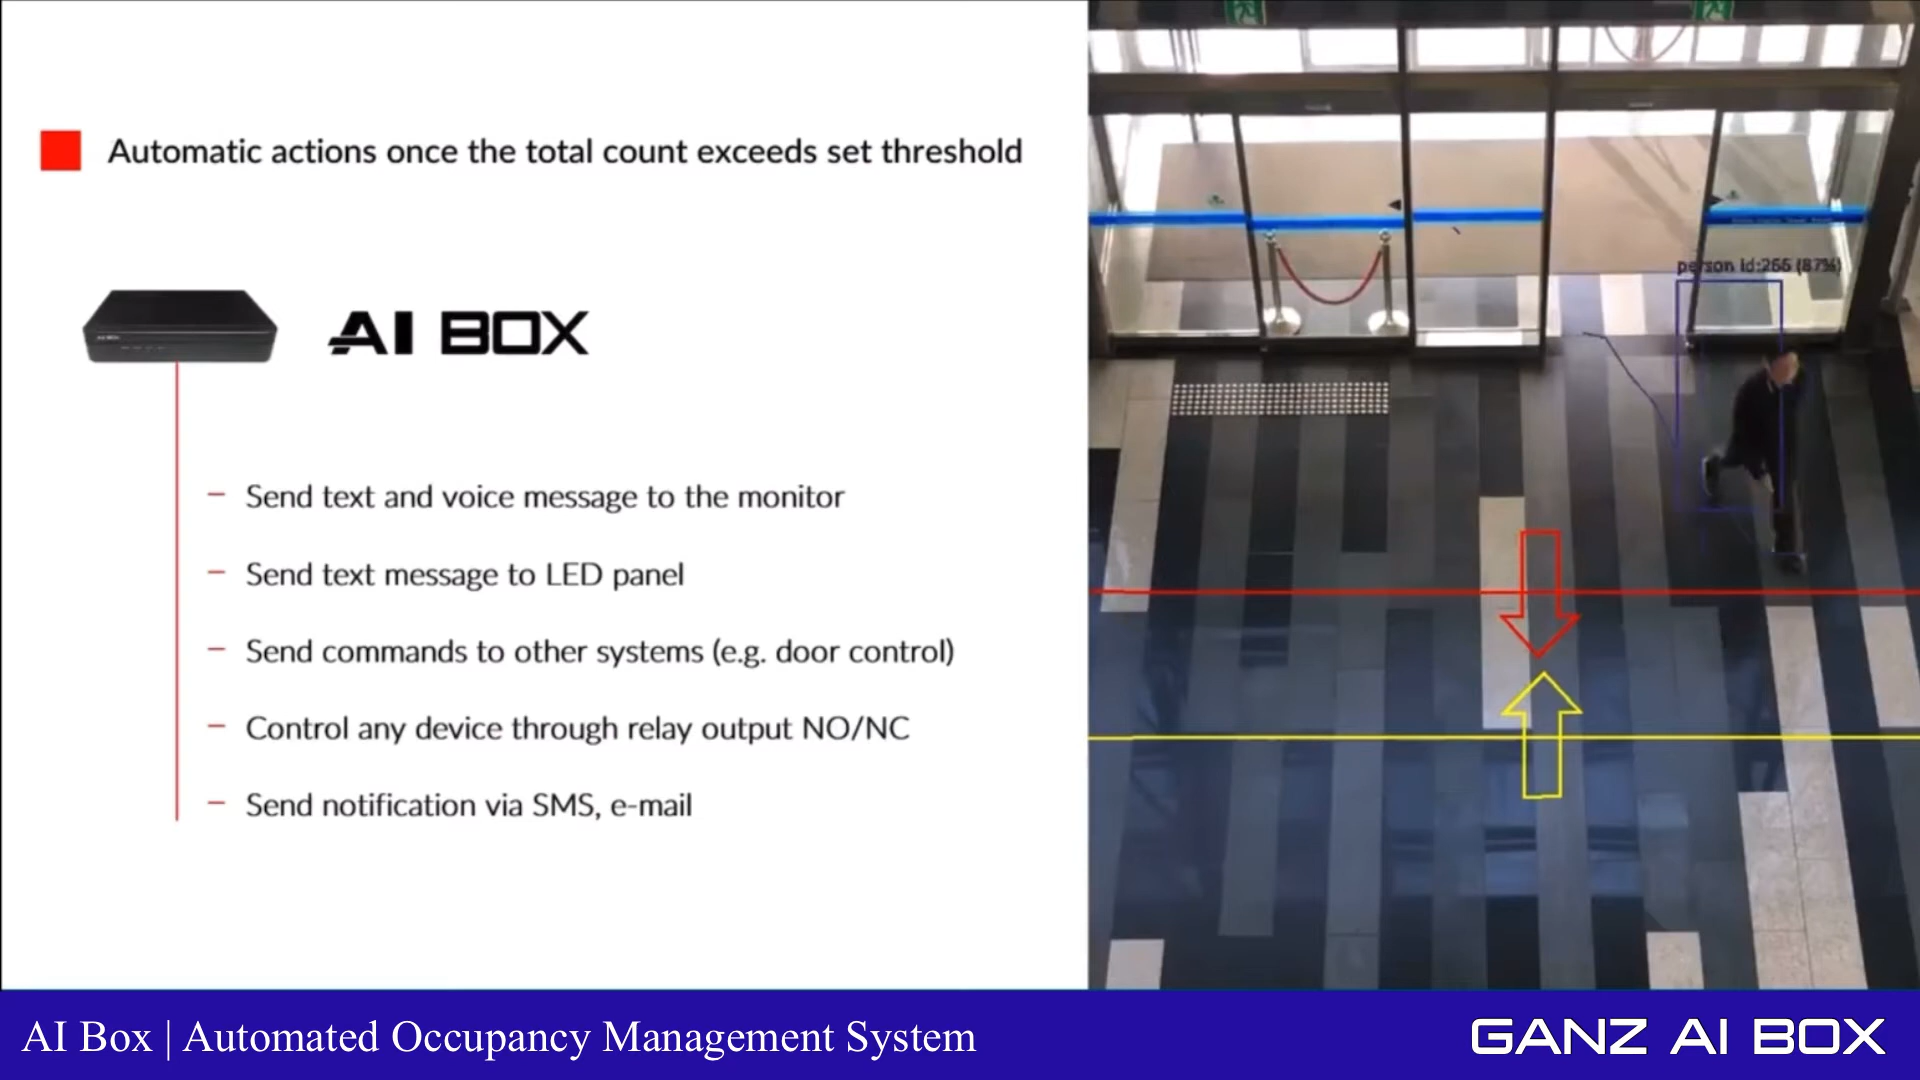 Automatic actions once the total count exceeds set threshold
AI BOX
– Send text and voice message to the monitor
– Send text message to LED panel
– Send commands to other systems (e.g. door control)
– Control any device through relay output NO/NC
– Send notification via SMS, e-mail
person id:266 (87%)
AI Box | Automated Occupancy Management System
GANZ AI BOX